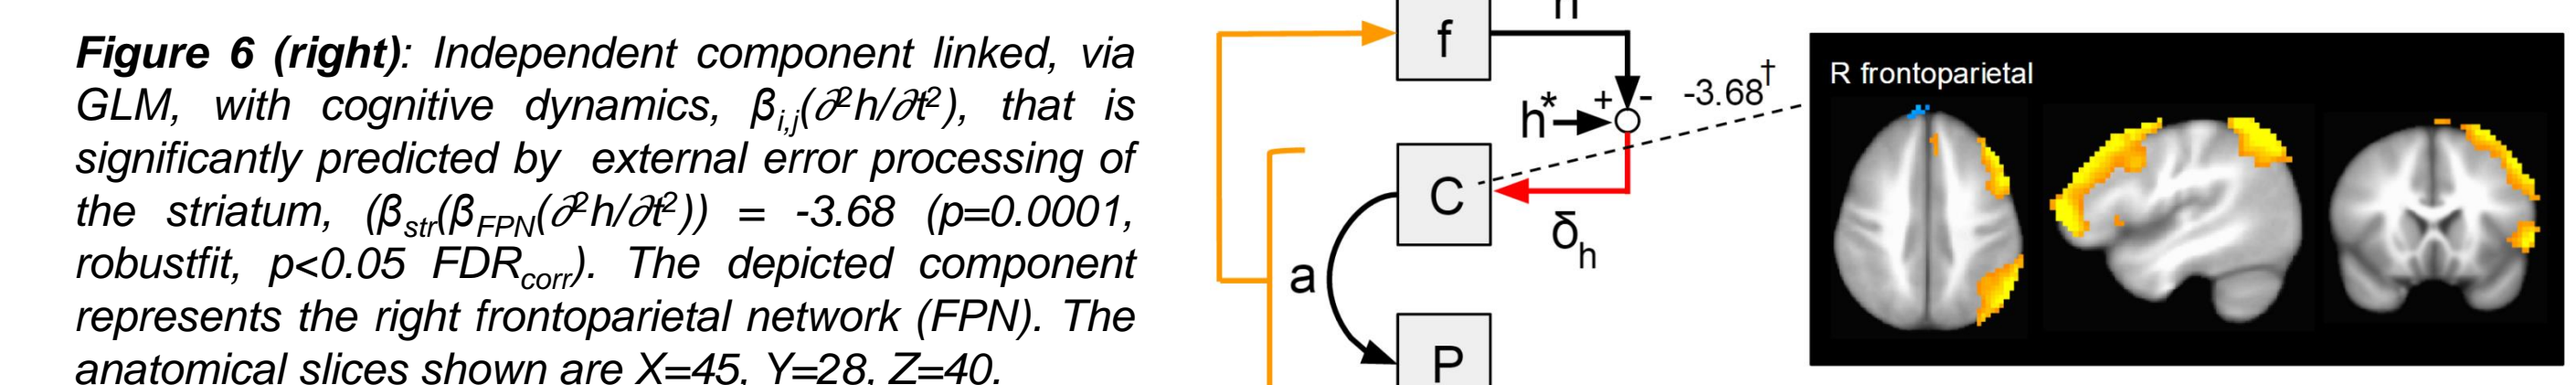 Figure 6 (right): Independent component linked, via
GLM, with cognitive dynamics, βi,j(∂²h/∂t²), that is
significantly predicted by external error processing of
the striatum, (βstr(βFPN(∂²h/∂t²)) = -3.68 (p=0.0001,
robustfit, p<0.05 FDRcorr). The depicted component
represents the right frontoparietal network (FPN). The
anatomical slices shown are X=45, Y=28, Z=40.
f
h*
+
-
-3.68†
C
δh
a
P
R frontoparietal